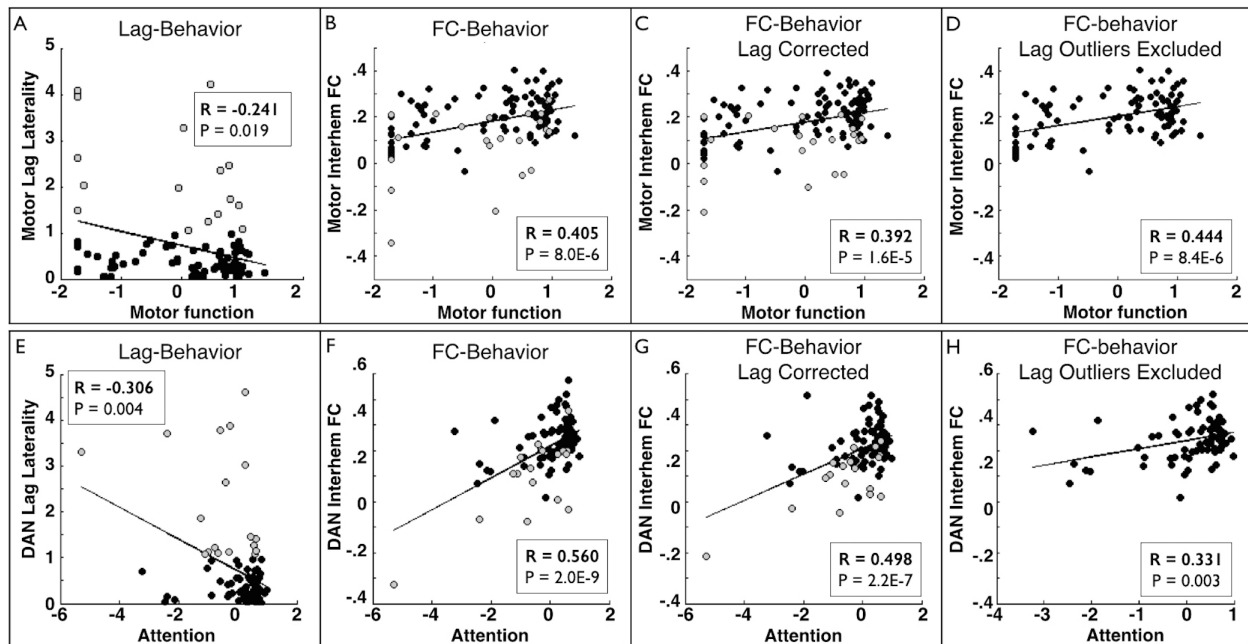 A
Lag-Behavior
5
4
3
2
1
0
R = -0.241
P = 0.019
Motor Lag Laterality
-2
-1
0
1
2
Motor function
B
FC-Behavior
.4
.2
0
-.2
-.4
Motor Interhem FC
R = 0.405
P = 8.0E-6
-2
-1
0
1
2
Motor function
C
FC-Behavior
Lag Corrected
.4
.2
0
-.2
-.4
Motor Interhem FC
R = 0.392
P = 1.6E-5
-2
-1
0
1
2
Motor function
D
FC-behavior
Lag Outliers Excluded
.4
.2
0
-.2
-.4
Motor Interhem FC
R = 0.444
P = 8.4E-6
-2
-1
0
1
2
Motor function
E
Lag-Behavior
R = -0.306
P = 0.004
5
4
3
2
1
0
DAN Lag Laterality
-6
-4
-2
0
2
Attention
F
FC-Behavior
.6
.4
.2
0
-.2
-.4
DAN Interhem FC
R = 0.560
P = 2.0E-9
-6
-4
-2
0
2
Attention
G
FC-Behavior
Lag Corrected
.6
.4
.2
0
-.2
-.4
DAN Interhem FC
R = 0.498
P = 2.2E-7
-6
-4
-2
0
2
Attention
H
FC-behavior
Lag Outliers Excluded
.6
.4
.2
0
-.2
-.4
DAN Interhem FC
R = 0.331
P = 0.003
-4
-3
-2
-1
0
1
Attention